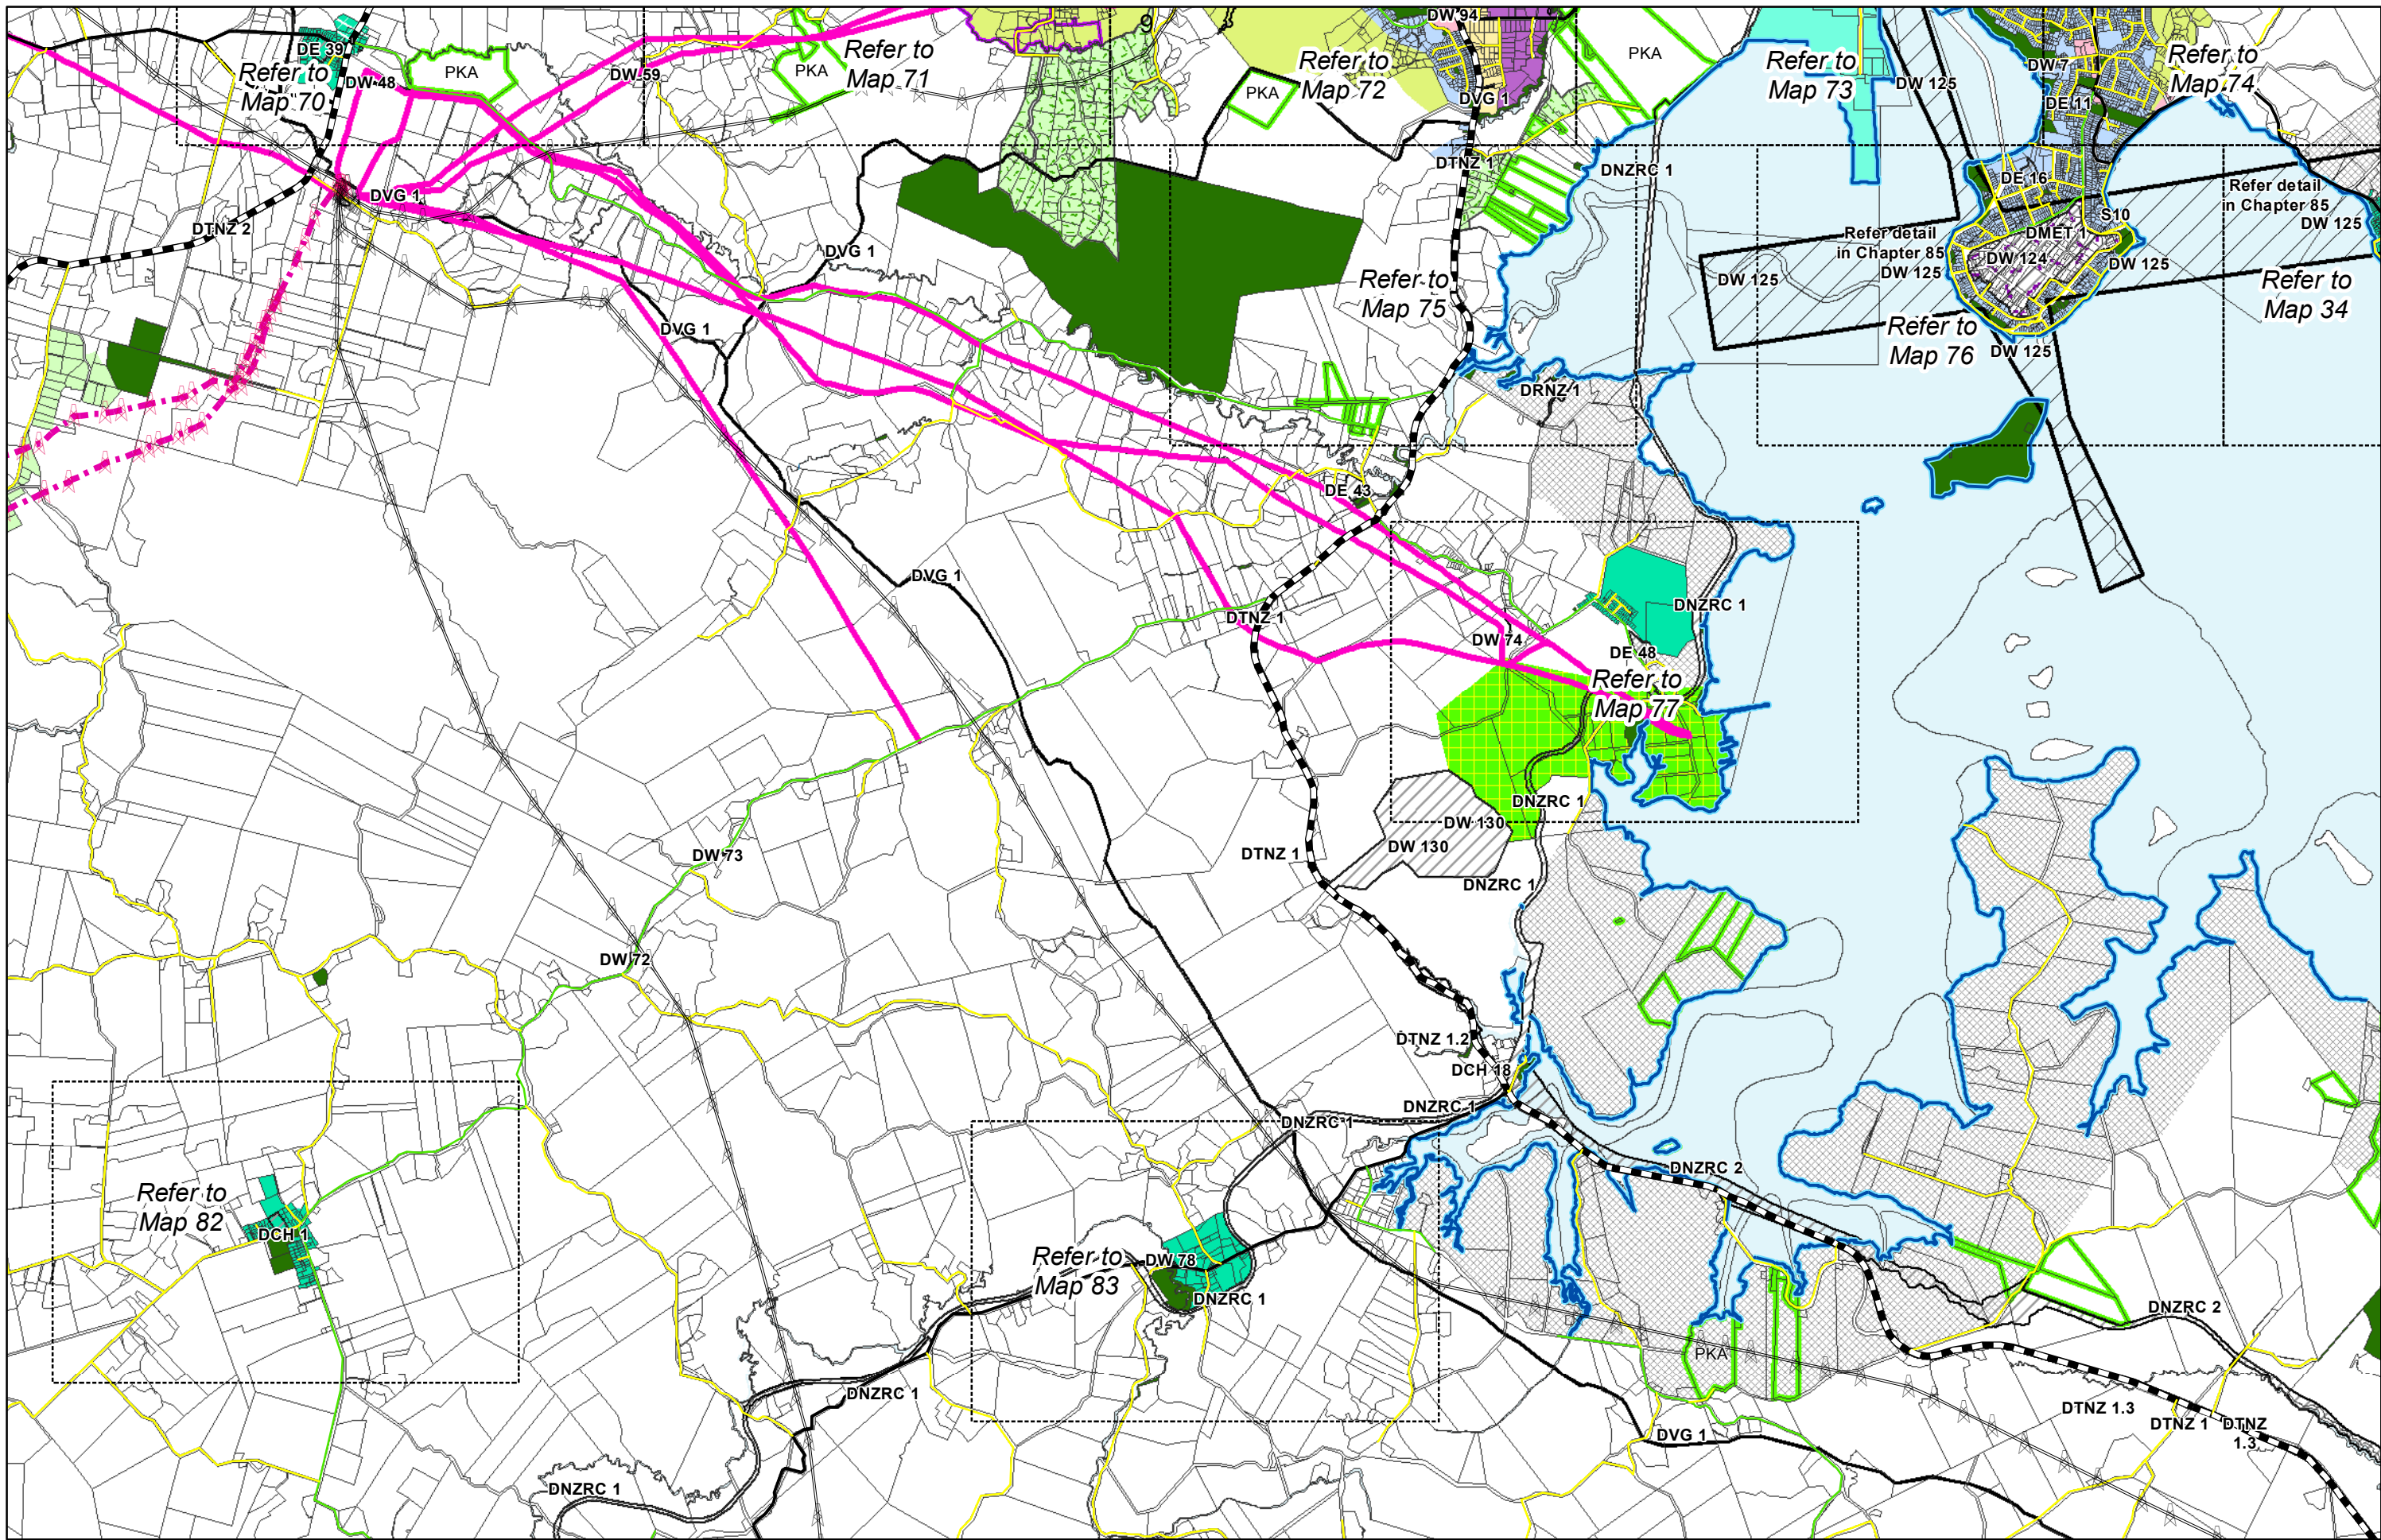 9
DW 94
DE 39
Refer to
Map 70
DW 48
PKA
DW 59
PKA
Refer to
Map 71
Refer to
Map 72
PKA
DVG 1
PKA
Refer to
Map 73
DW 125
DW 7
Refer to
Map 74
DE 11
DVG 1
DTNZ 2
DTNZ 1
DNZRC 1
DE 16
Refer detail
in Chapter 85
DW 125
S10
DMET 1
Refer detail
in Chapter 85
DW 125
DW 124
DW 125
DW 125
DVG 1
Refer to
Map 75
Refer to
Map 34
DVG 1
Refer to
Map 76
DW 125
DRNZ 1
DE 43
DVG 1
DTNZ 1
DNZRC 1
DW 74
DE 48
Refer to
Map 77
DNZRC 1
DW 130
DW 130
DTNZ 1
DW 73
DNZRC 1
DW 72
DTNZ 1.2
DCH 18
DNZRC 1
DNZRC 1
DNZRC 2
Refer to
Map 82
DCH 1
Refer to
Map 83
DW 78
DNZRC 1
DNZRC 2
PKA
DNZRC 1
DTNZ 1.3
DTNZ 1
DTNZ
1.3
DVG 1
DNZRC 1